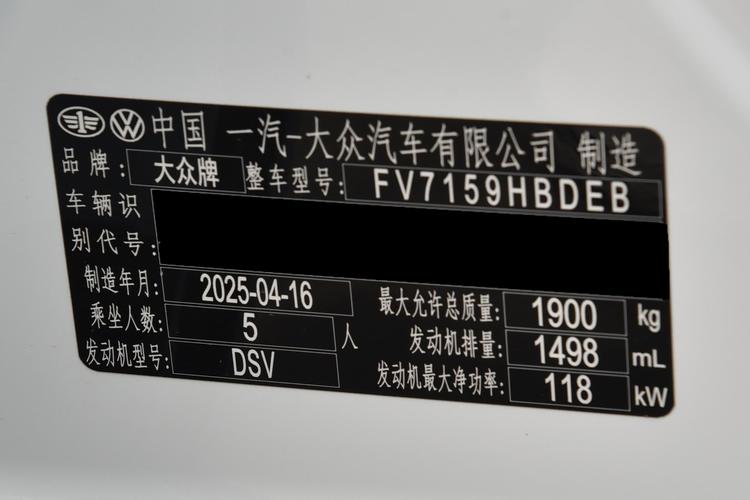 中国 一汽-大众汽车有限公司 制造
品牌: 大众牌 整车型号: FV7159HBDEB
车辆识
别代号:
制造年月: 2025-04-16 最大允许总质量: 1900 kg
乘坐人数: 5 人 发动机排量: 1498 mL
发动机型号: DSV 发动机最大净功率: 118 kW